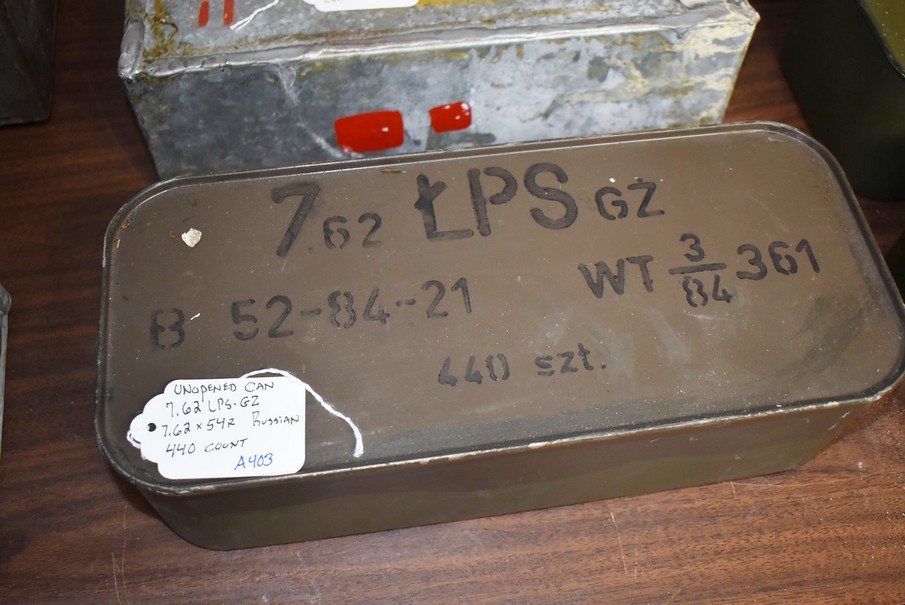 7.62 ŁPS GŻ
B 52-84-21
WT 3/84 361
440 szt.
UNOPENED CAN
7.62 LPS-GZ
7.62 x 54R RUSSIAN
440 COUNT
A403